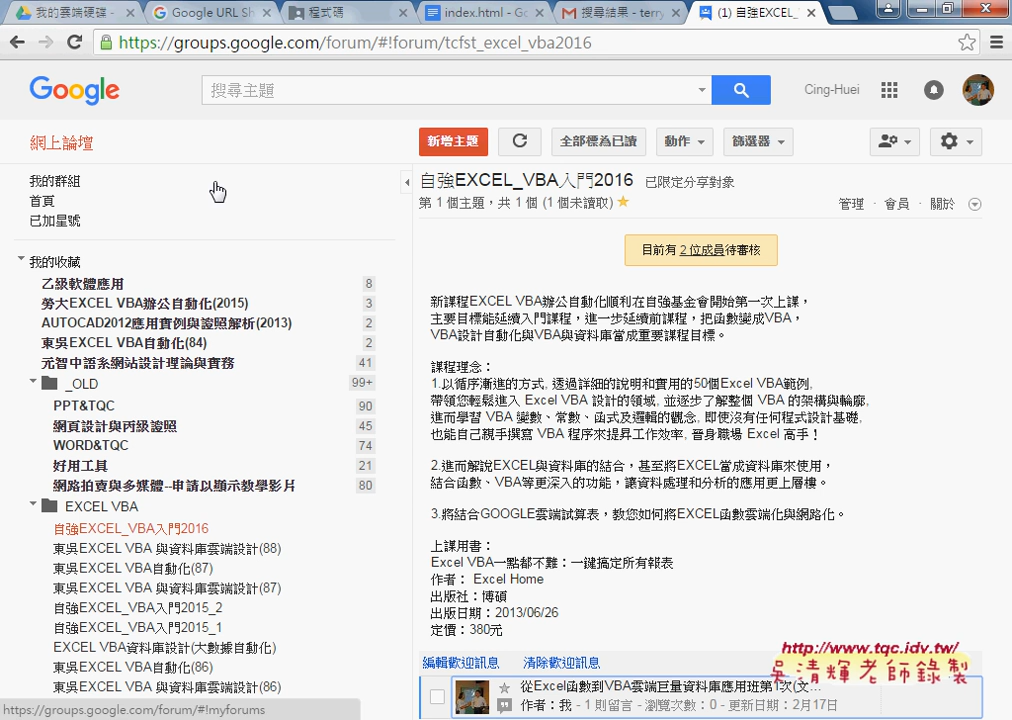 我的雲端硬碟 -
Google URL Sh
程式碼
index.html - Go
搜尋結果 - terry
(1) 自強EXCEL_
https://groups.google.com/forum/#!forum/tcfst_excel_vba2016
Google
搜尋主題
Cing-Huei
網上論壇
新增主題
全部標為已讀
動作
篩選器
我的群組
首頁
已加星號
自強EXCEL_VBA入門2016 已限定分享對象
第 1 個主題，共 1 個 (1 個未讀取)
管理 · 會員 · 關於
目前有 2 位成員待審核
我的收藏
乙級軟體應用 8
勞大EXCEL VBA辦公自動化(2015) 3
AUTOCAD2012應用實例與證照解析(2013) 2
東吳EXCEL VBA自動化(84) 2
元智中語系網站設計理論與實務 41
_OLD 99+
PPT&TQC 90
網頁設計與丙級證照 45
WORD&TQC 74
好用工具 21
網路拍賣與多媒體--申請以顯示教學影片 80
EXCEL VBA
自強EXCEL_VBA入門2016
東吳EXCEL VBA 與資料庫雲端設計(88)
東吳EXCEL VBA自動化(87)
東吳EXCEL VBA 與資料庫雲端設計(87)
自強EXCEL_VBA入門2015_2
自強EXCEL_VBA入門2015_1
EXCEL VBA資料庫設計(大數據自動化)
東吳EXCEL VBA自動化(86)
東吳EXCEL VBA 與資料庫雲端設計(86)
新課程EXCEL VBA辦公自動化順利在自強基金會開始第一次上課，
主要目標能延續入門課程，進一步延續前課程，把函數變成VBA，
VBA設計自動化與VBA與資料庫當成重要課程目標。
課程理念：
1.以循序漸進的方式, 透過詳細的說明和實用的50個Excel VBA範例,
帶領您輕鬆進入 Excel VBA 設計的領域, 並逐步了解整個 VBA 的架構與輪廓,
進而學習 VBA 變數、常數、函式及邏輯的觀念, 即使沒有任何程式設計基礎,
也能自己親手撰寫 VBA 程序來提昇工作效率, 晉身職場 Excel 高手！
2.進而解說EXCEL與資料庫的結合，甚至將EXCEL當成資料庫來使用，
結合函數、VBA等更深入的功能，讓資料處理和分析的應用更上層樓。
3.將結合GOOGLE雲端試算表，教您如何將EXCEL函數雲端化與網路化。
上課用書：
Excel VBA一點都不難：一鍵搞定所有報表
作者： Excel Home
出版社：博碩
出版日期：2013/06/26
定價：380元
編輯歡迎訊息 清除歡迎訊息
從Excel函數到VBA雲端巨量資料庫應用班第1次(文...
作者：我 - 1 則留言 - 瀏覽次數：0 - 更新日期：2月17日
http://www.tqc.idv.tw/
吳清輝老師錄製
https://groups.google.com/forum/#!myforums